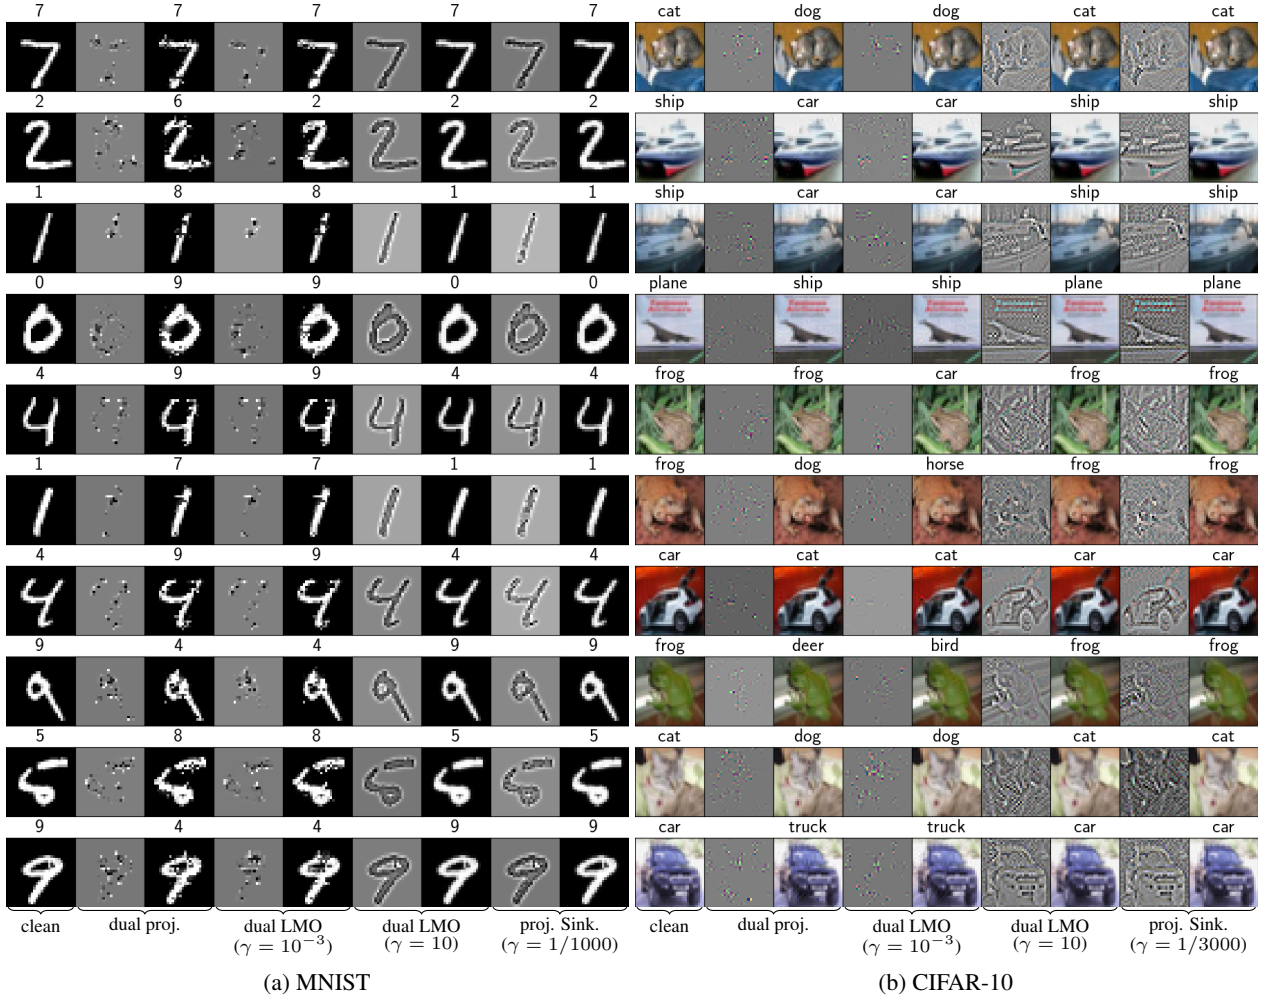 7 7 7 7 7 cat dog dog cat cat
2 6 2 2 2 ship car car ship ship
1 8 8 1 1 ship car car ship ship
0 9 9 0 0 plane ship ship plane plane
4 9 9 4 4 frog frog car frog frog
1 7 7 1 1 frog dog horse frog frog
4 9 9 4 4 car cat cat car car
9 4 4 9 9 frog deer bird frog frog
5 8 8 5 5 cat dog dog cat cat
9 4 4 9 9 car truck truck car car
clean dual proj. dual LMO dual LMO proj. Sink. clean dual proj. dual LMO dual LMO proj. Sink.
(γ = 10⁻³) (γ = 10) (γ = 1/1000) (γ = 10⁻³) (γ = 10) (γ = 1/3000)
(a) MNIST (b) CIFAR-10